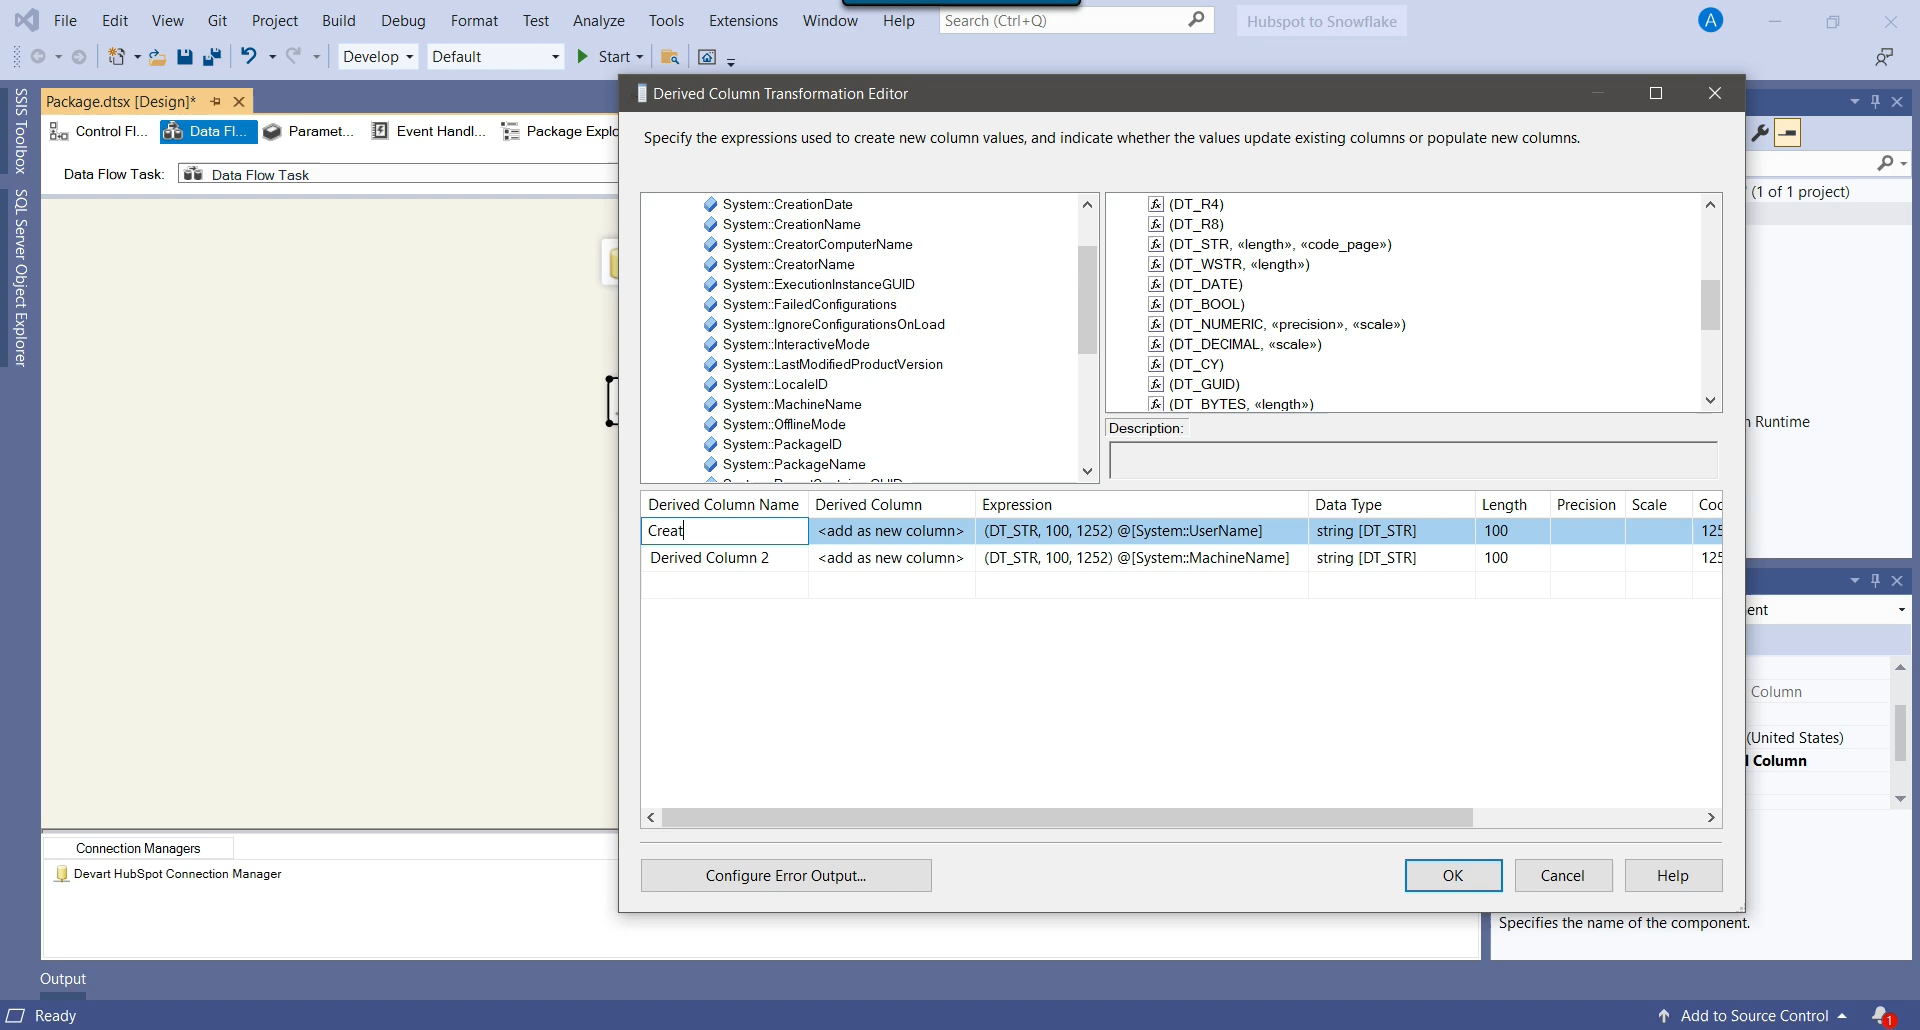 File Edit View Git Project Build Debug Format Test Analyze Tools Extensions Window Help Search (Ctrl+Q) Hubspot to Snowflake A
Develop Default Start
SSIS Toolbox
SQL Server Object Explorer
Package.dtsx [Design]*
Control Fl... Data Fl... Paramet... Event Handl... Package Explo
Data Flow Task: Data Flow Task
Derived Column Transformation Editor
Specify the expressions used to create new column values, and indicate whether the values update existing columns or populate new columns.
System::CreationDate
System::CreationName
System::CreatorComputerName
System::CreatorName
System::ExecutionInstanceGUID
System::FailedConfigurations
System::IgnoreConfigurationsOnLoad
System::InteractiveMode
System::LastModifiedProductVersion
System::LocaleID
System::MachineName
System::OfflineMode
System::PackageID
System::PackageName
(DT_R4)
(DT_R8)
(DT_STR, «length», «code_page»)
(DT_WSTR, «length»)
(DT_DATE)
(DT_BOOL)
(DT_NUMERIC, «precision», «scale»)
(DT_DECIMAL, «scale»)
(DT_CY)
(DT_GUID)
(DT_BYTES, «length»)
Description:
Derived Column Name Derived Column Expression Data Type Length Precision Scale Coc
Creat <add as new column> (DT_STR, 100, 1252) @[System::UserName] string [DT_STR] 100 125
Derived Column 2 <add as new column> (DT_STR, 100, 1252) @[System::MachineName] string [DT_STR] 100 125
Configure Error Output... OK Cancel Help
(1 of 1 project)
Runtime
ent
Column
(United States)
Column
Specifies the name of the component.
Connection Managers
Devart HubSpot Connection Manager
Output
Ready Add to Source Control 1